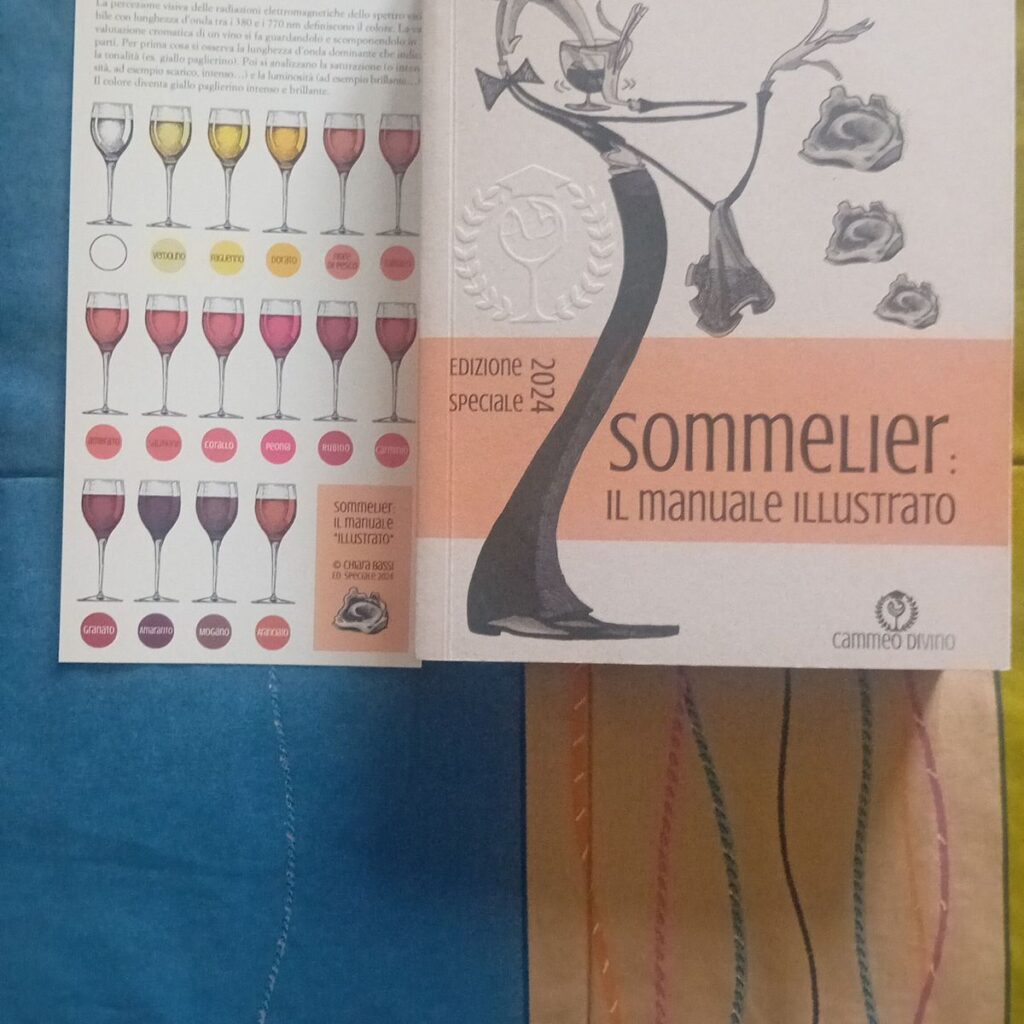 La percezione visiva delle radiazioni elettromagnetiche dello spettro
bile con lunghezza d'onda tra i 380 e i 770 nm definiscono il colore. La
valutazione cromatica di un vino si fa guardandolo e scomponendolo in
parti. Per prima cosa si osserva la lunghezza d'onda dominante che
la tonalità (es. giallo paglierino). Poi si analizzano la saturazione (o
sità, ad esempio scarico, intenso…) e la luminosità (ad esempio brillante…)
Il colore diventa giallo paglierino intenso e brillante.
Verdolino
Paglierino
Dorato
Fiore
di pesco
Salmone
Corallo
Peonia
Rubino
Carminio
Granato
Amaranto
Mogano
Aranciato
Sommelier:
il manuale
"illustrato"
© Chiara Bassi
Ed. Speciale 2024
Edizione
Speciale
2024
Sommelier:
il manuale illustrato
Cammeo Divino